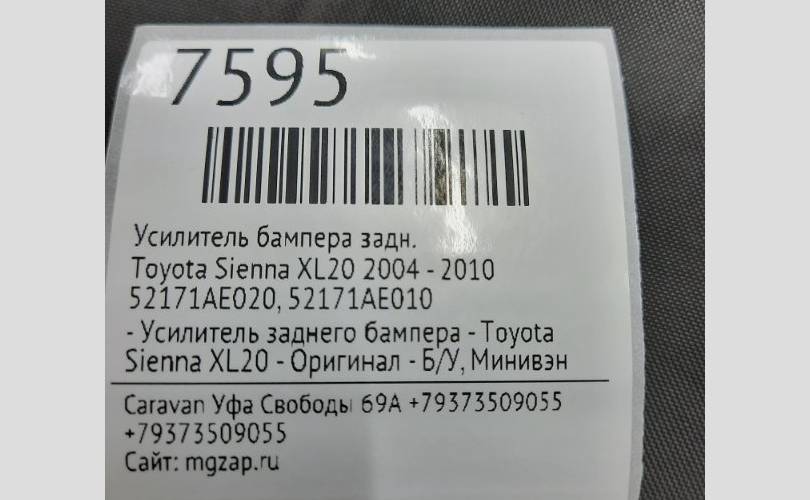 7595
Усилитель бампера задн.
Toyota Sienna XL20 2004 - 2010
52171AE020, 52171AE010
- Усилитель заднего бампера - Toyota
Sienna XL20 - Оригинал - Б/У, Минивэн
Caravan Уфа Свободы 69А +79373509055
+79373509055
Сайт: mgzap.ru